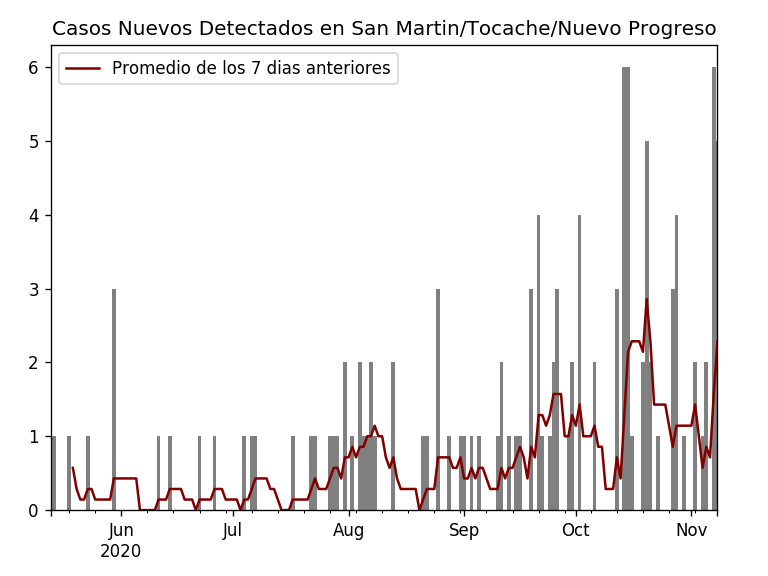 Casos Nuevos Detectados en San Martin/Tocache/Nuevo Progreso
Promedio de los 7 dias anteriores
6
5
4
3
2
1
0
Jun Jul Aug Sep Oct Nov
2020